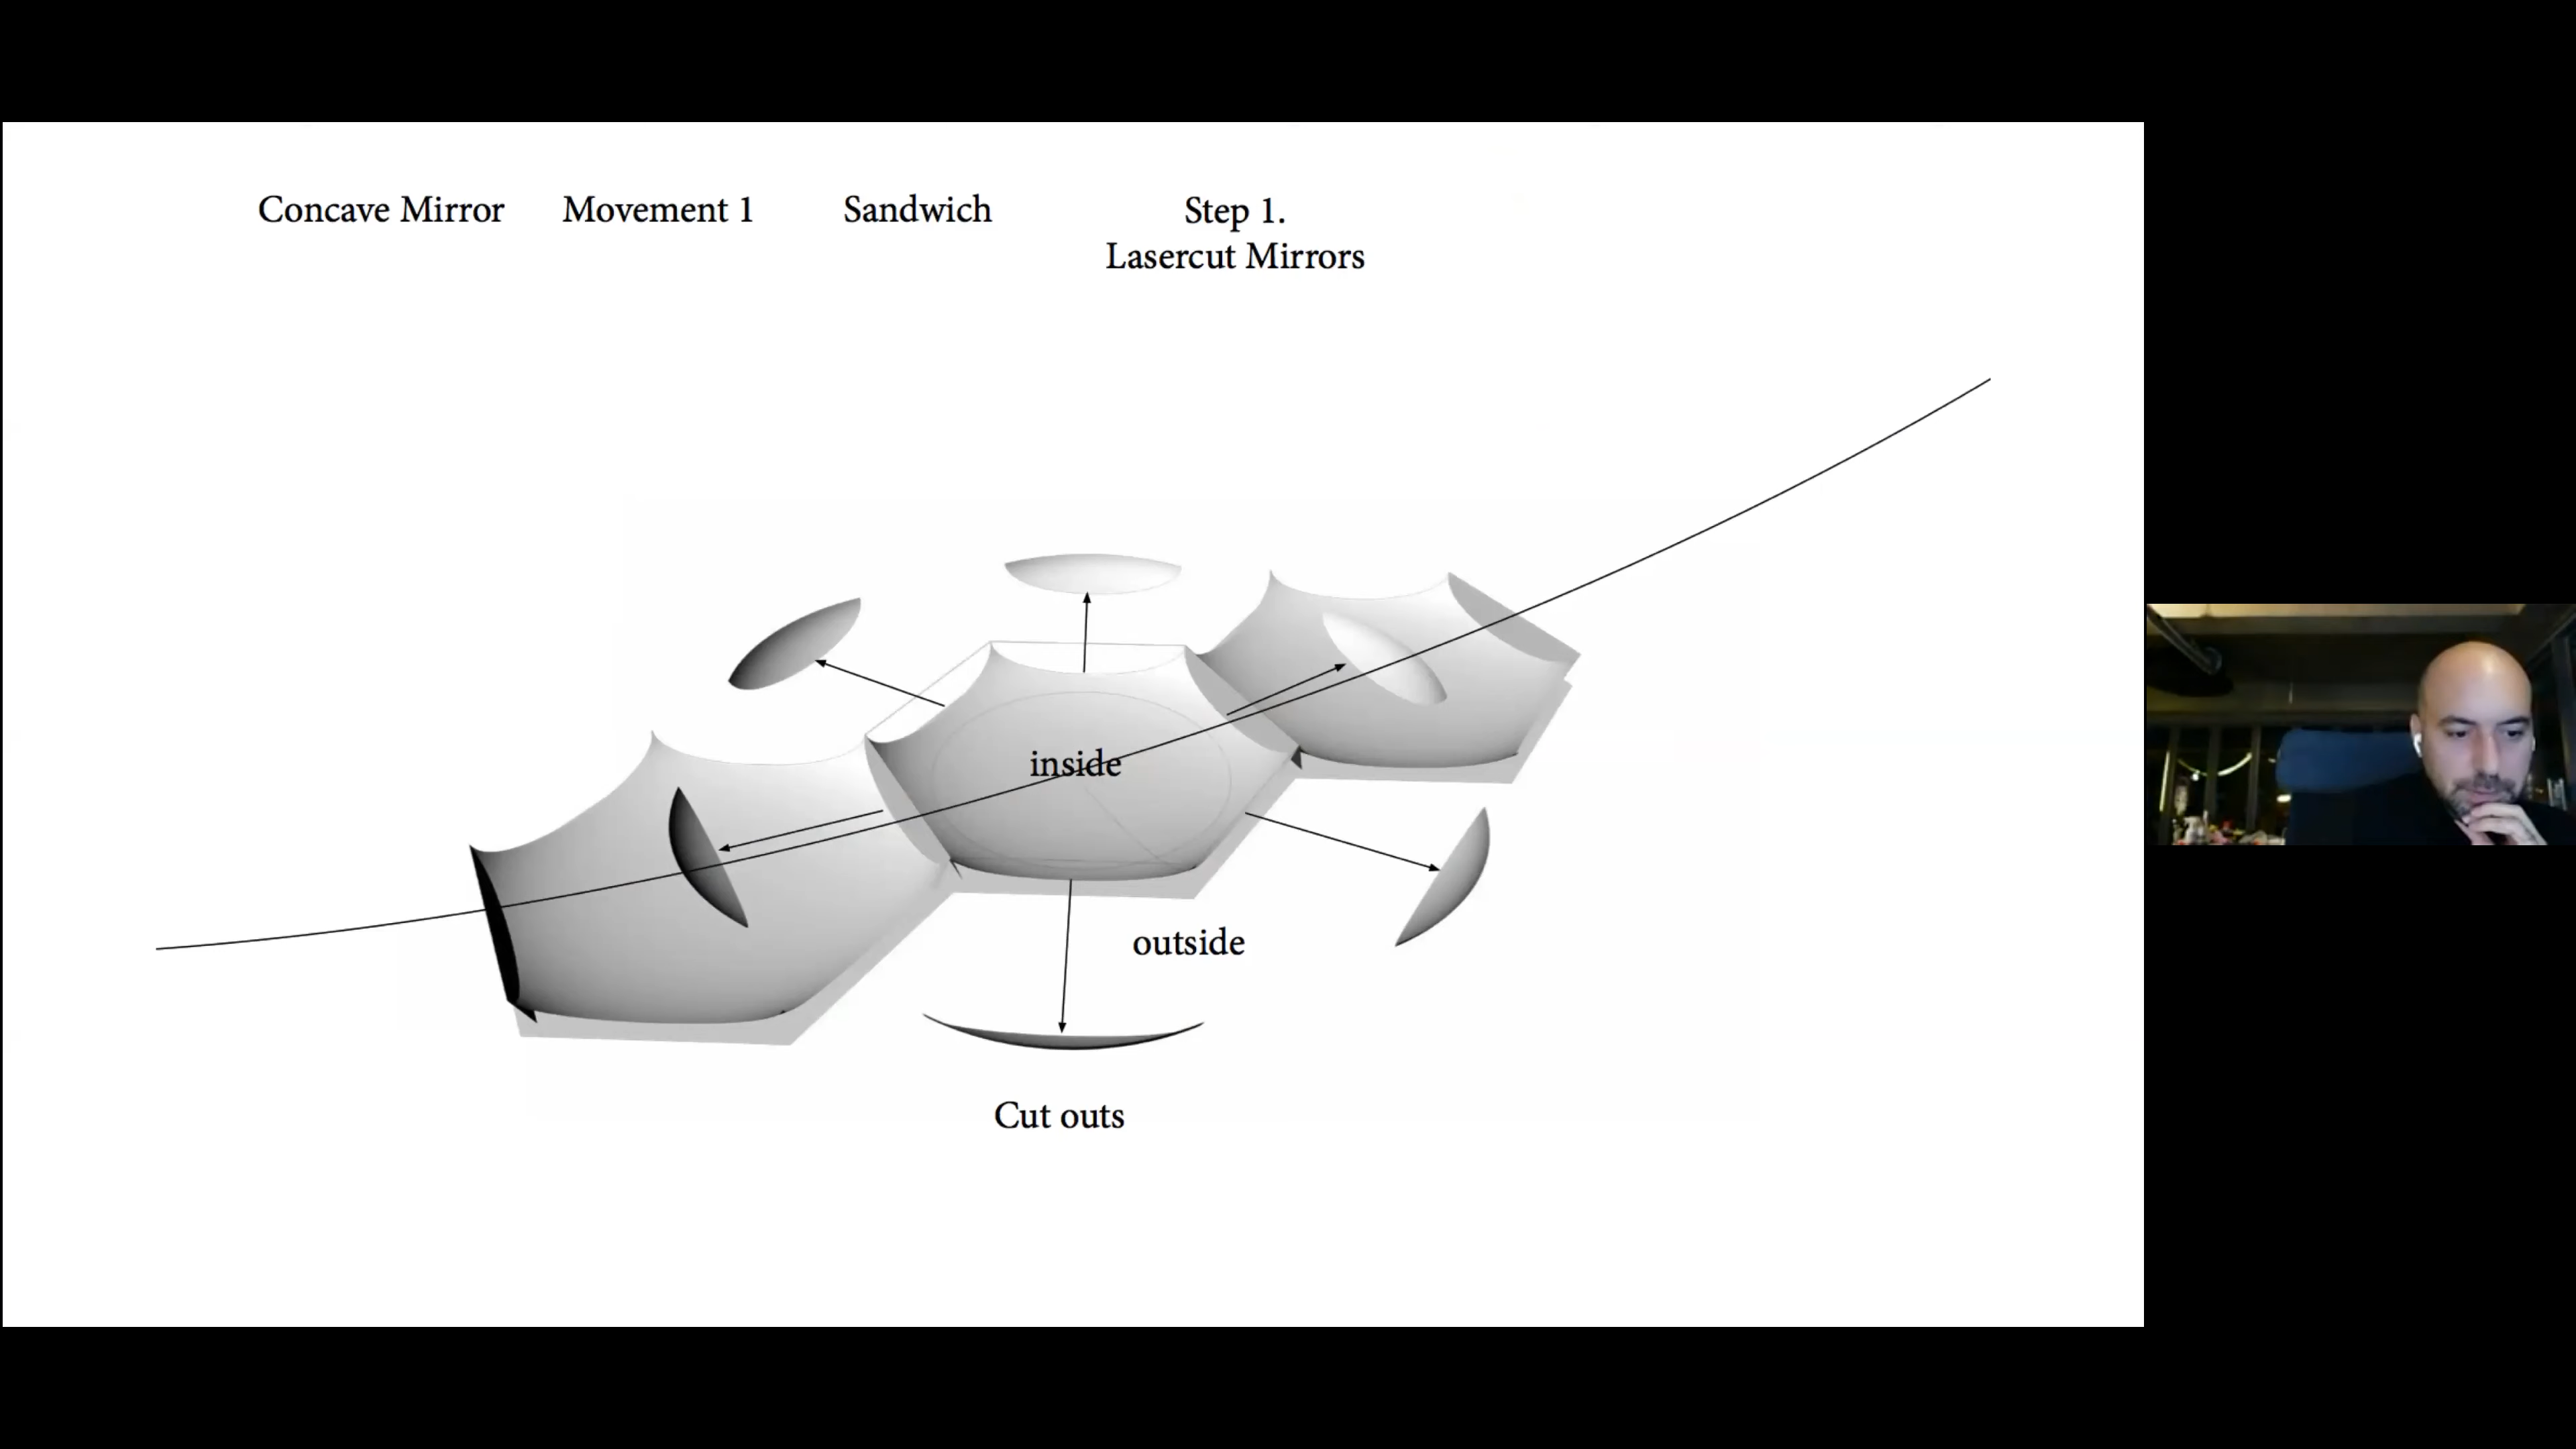 Concave Mirror
Movement 1
Sandwich
Step 1.
Lasercut Mirrors
inside
outside
Cut outs